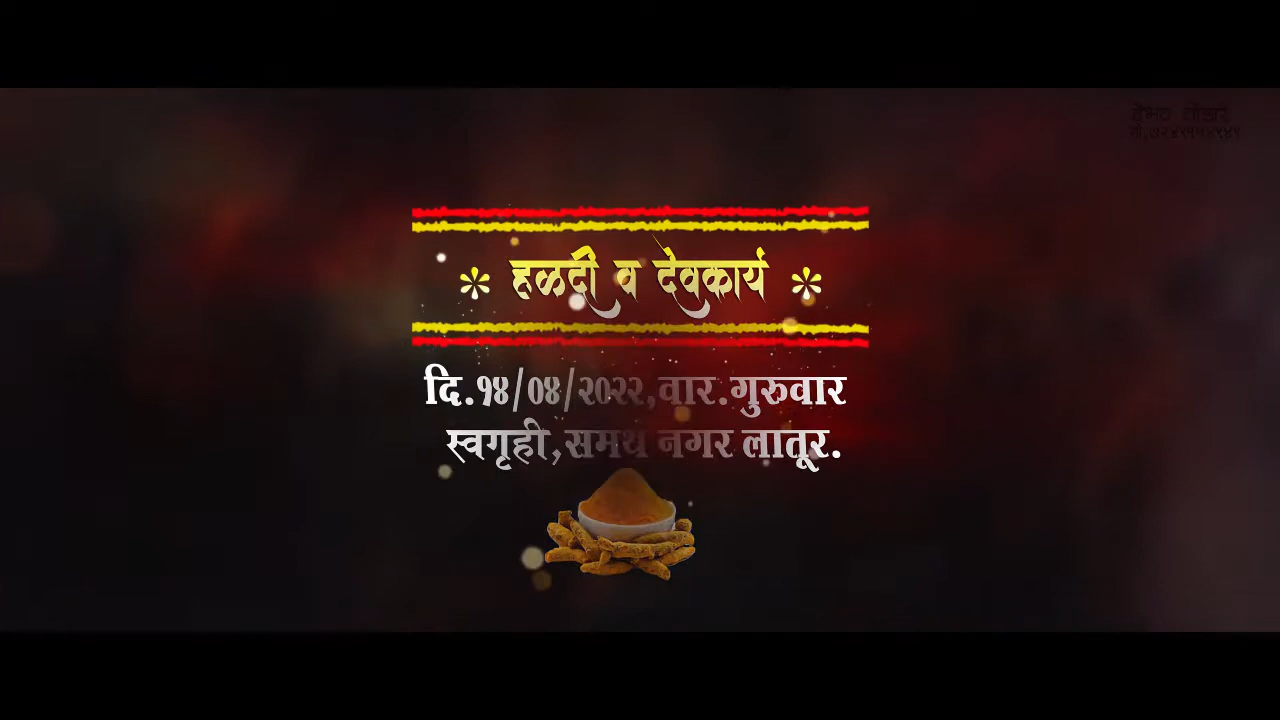 हळदी व देवकार्य
दि.१४/०४/२०२२,वार.गुरुवार
स्वगृही,समर्थ नगर लातूर.